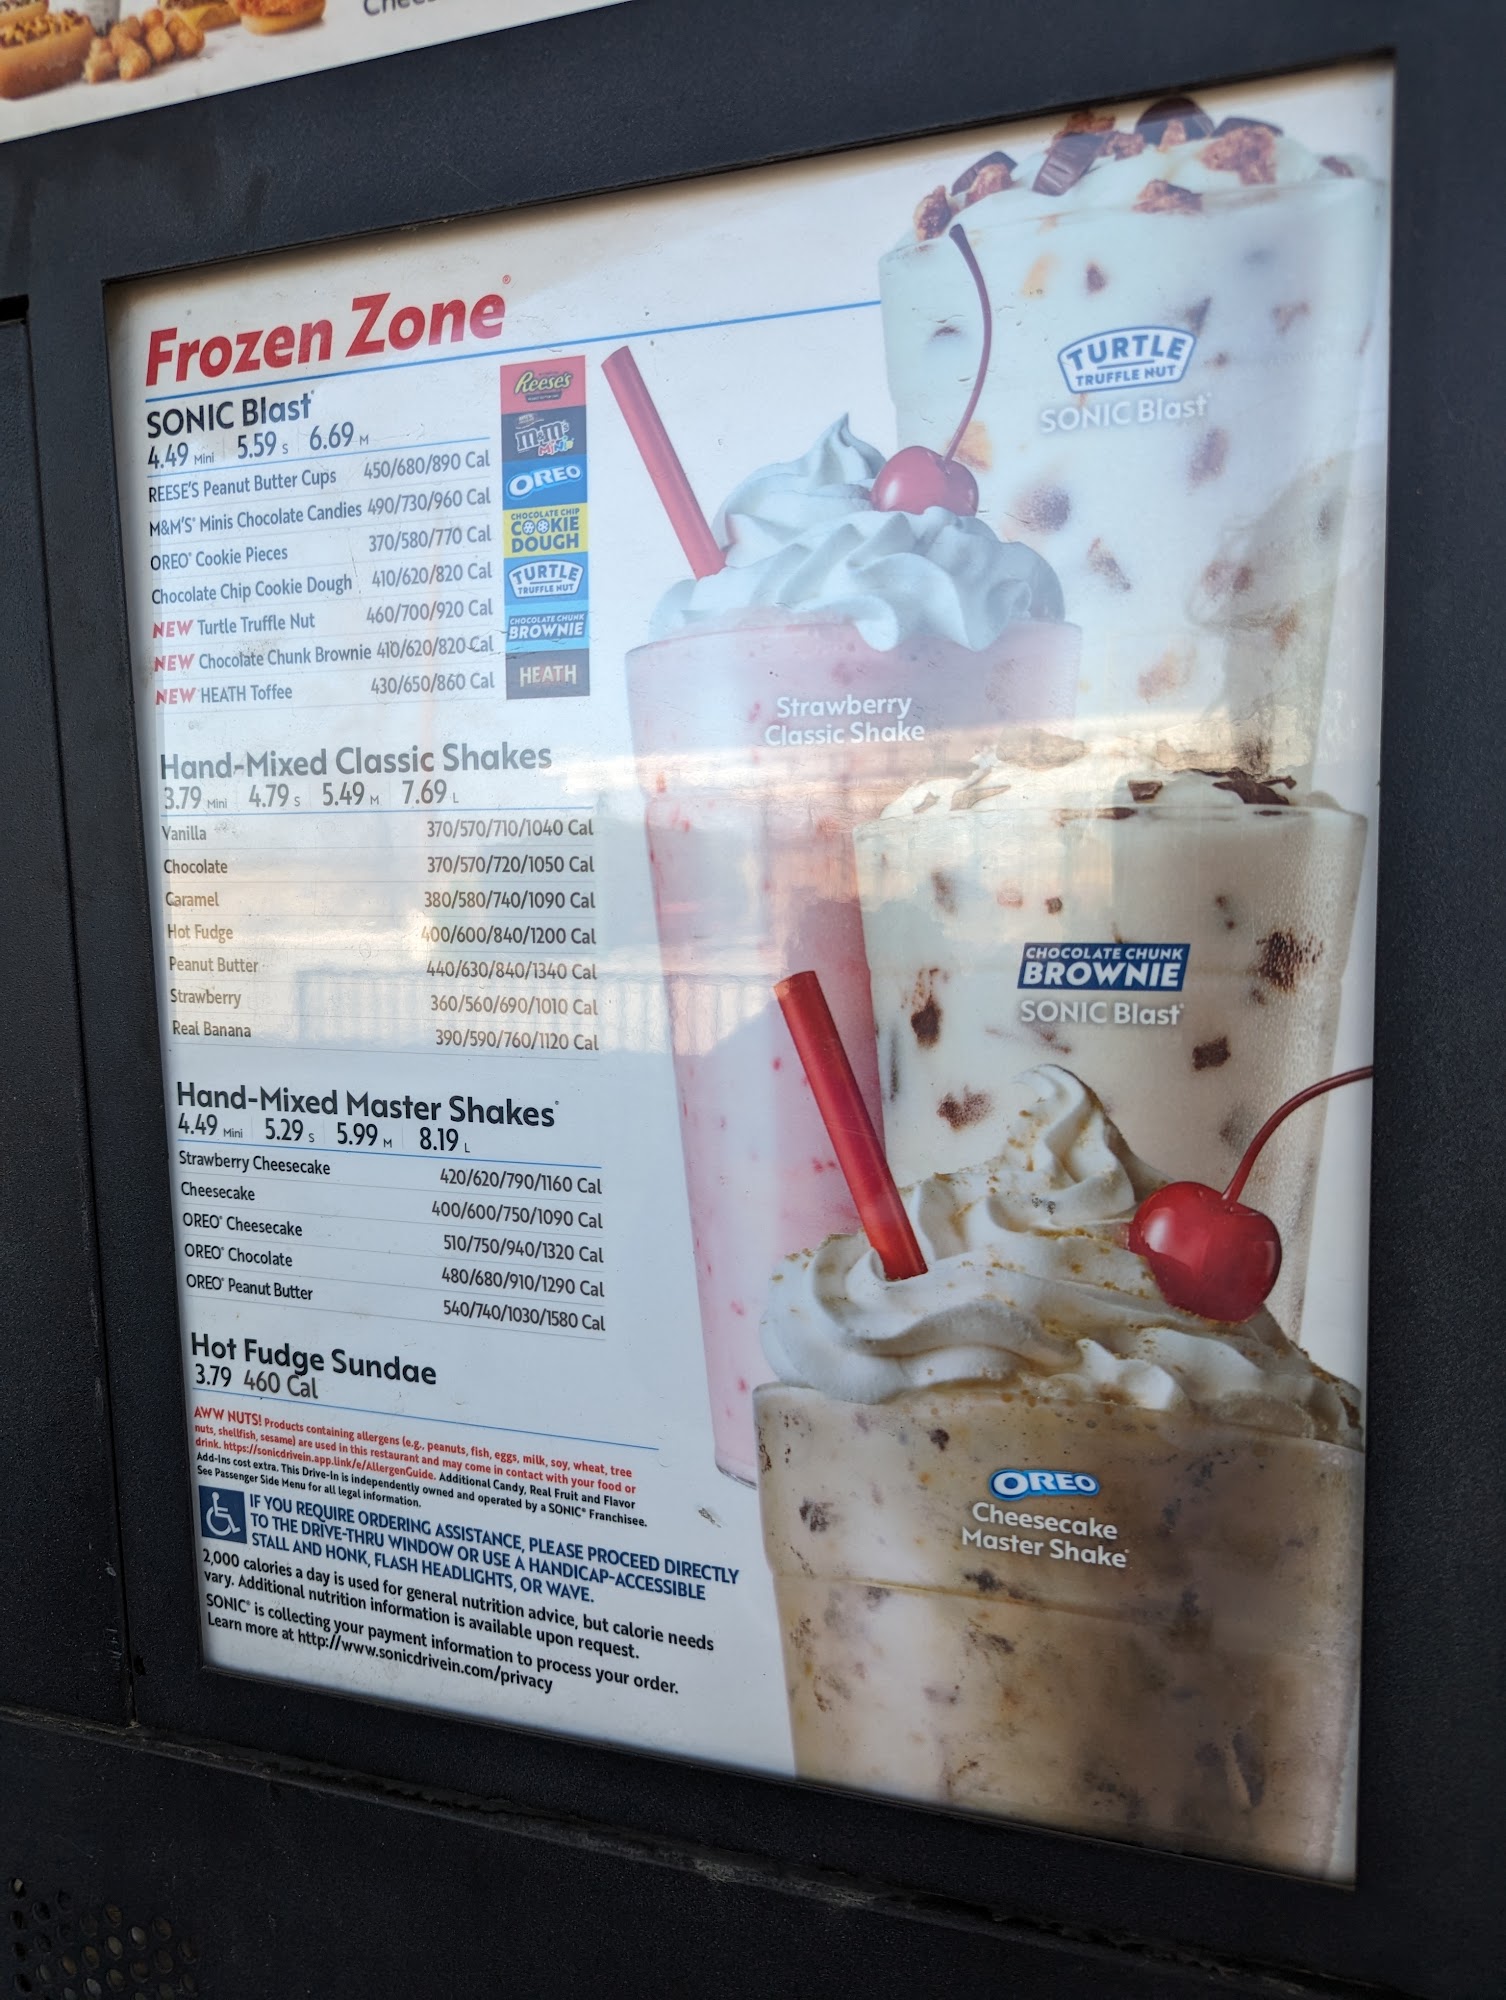 Frozen Zone®
SONIC Blast®
4.49 Mini 5.59 S 6.69 M
REESE'S Peanut Butter Cups 450/680/890 Cal
M&M'S® Minis Chocolate Candies 490/730/960 Cal
OREO® Cookie Pieces 370/580/770 Cal
Chocolate Chip Cookie Dough 410/620/820 Cal
NEW Turtle Truffle Nut 460/700/920 Cal
NEW Chocolate Chunk Brownie 410/620/820 Cal
NEW HEATH Toffee 430/650/860 Cal
Reese's
m&m's
MINIS
OREO
CHOCOLATE CHIP
COOKIE
DOUGH
TURTLE
TRUFFLE NUT
CHOCOLATE CHUNK
BROWNIE
HEATH
Hand-Mixed Classic Shakes
3.79 Mini 4.79 S 5.49 M 7.69 L
Vanilla 370/570/710/1040 Cal
Chocolate 370/570/720/1050 Cal
Caramel 380/580/740/1090 Cal
Hot Fudge 400/600/840/1200 Cal
Peanut Butter 440/630/840/1340 Cal
Strawberry 360/560/690/1010 Cal
Real Banana 390/590/760/1120 Cal
Hand-Mixed Master Shakes®
4.49 Mini 5.29 S 5.99 M 8.19 L
Strawberry Cheesecake 420/620/790/1160 Cal
Cheesecake 400/600/750/1090 Cal
OREO® Cheesecake 510/750/940/1320 Cal
OREO® Chocolate 480/680/910/1290 Cal
OREO® Peanut Butter 540/740/1030/1580 Cal
Hot Fudge Sundae
3.79 460 Cal
AWW NUTS! Products containing allergens (e.g., peanuts, fish, eggs, milk, soy, wheat, tree
nuts, shellfish, sesame) are used in this restaurant and may come in contact with your food or
drink. https://sonicdrivein.app.link/e/AllergenGuide. Additional Candy, Real Fruit and Flavor
Add-Ins cost extra. This Drive-In is independently owned and operated by a SONIC® Franchisee.
See Passenger Side Menu for all legal information.
IF YOU REQUIRE ORDERING ASSISTANCE, PLEASE PROCEED DIRECTLY
TO THE DRIVE-THRU WINDOW OR USE A HANDICAP-ACCESSIBLE
STALL AND HONK, FLASH HEADLIGHTS, OR WAVE.
2,000 calories a day is used for general nutrition advice, but calorie needs
vary. Additional nutrition information is available upon request.
SONIC® is collecting your payment information to process your order.
Learn more at http://www.sonicdrivein.com/privacy
TURTLE
TRUFFLE NUT
SONIC Blast®
Strawberry
Classic Shake
CHOCOLATE CHUNK
BROWNIE
SONIC Blast®
OREO
Cheesecake
Master Shake®